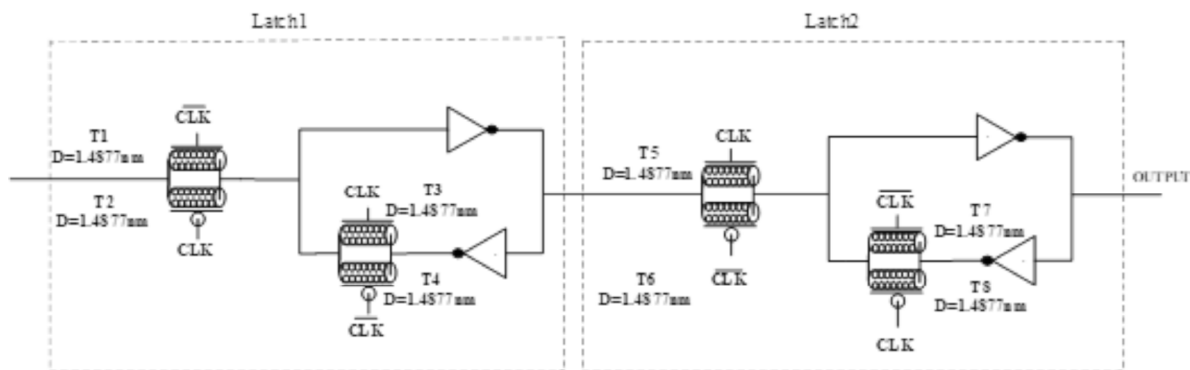 Latch1
Latch2
CLK
T1
D=1.4877nm
T2
D=1.4877nm
CLK
CLK
T3
D=1.4877nm
T4
D=1.4877nm
CLK
CLK
T5
D=1.4877nm
T6
D=1.4877nm
CLK
CLK
T7
D=1.4877nm
T8
D=1.4877nm
CLK
OUTPUT